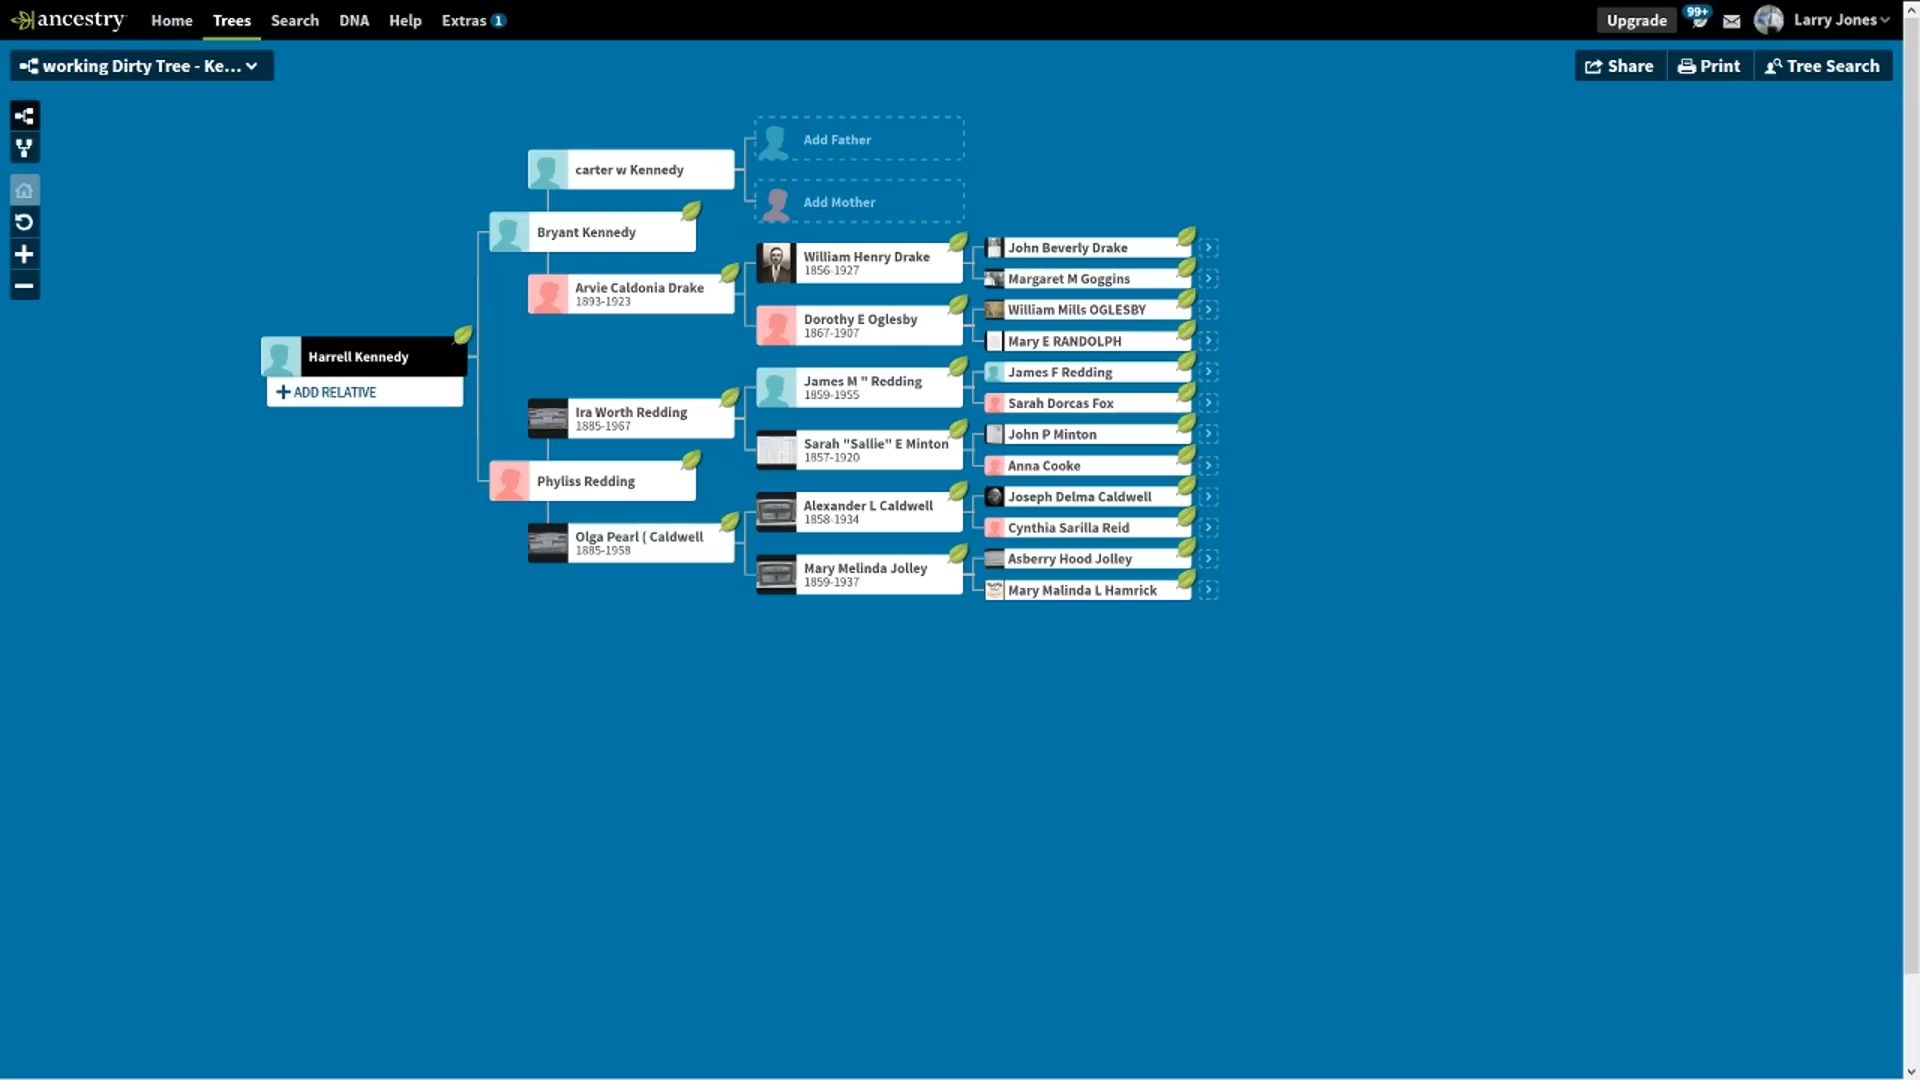 ancestry
Home
Trees
Search
DNA
Help
Extras 1
Upgrade
99+
Larry Jones
working Dirty Tree - Ke...
Share
Print
Tree Search
Harrell Kennedy
ADD RELATIVE
carter w Kennedy
Bryant Kennedy
Arvie Caldonia Drake
1893-1923
Ira Worth Redding
1885-1967
Phyliss Redding
Olga Pearl ( Caldwell
1885-1958
Add Father
Add Mother
William Henry Drake
1856-1927
Dorothy E Oglesby
1867-1907
James M " Redding
1859-1955
Sarah "Sallie" E Minton
1857-1920
Alexander L Caldwell
1858-1934
Mary Melinda Jolley
1859-1937
John Beverly Drake
Margaret M Goggins
William Mills OGLESBY
Mary E RANDOLPH
James F Redding
Sarah Dorcas Fox
John P Minton
Anna Cooke
Joseph Delma Caldwell
Cynthia Sarilla Reid
Asberry Hood Jolley
Mary Malinda L Hamrick